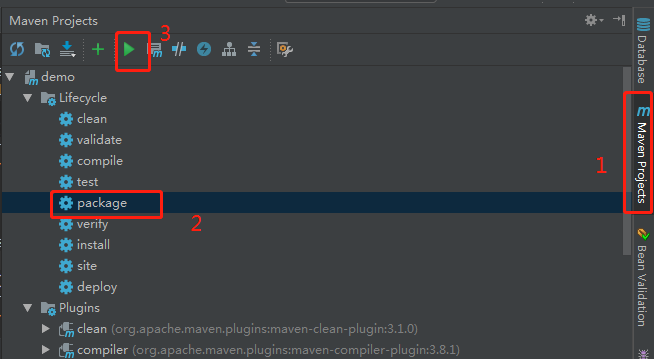 Maven Projects
3
demo
Lifecycle
clean
validate
compile
test
package
verify
install
site
deploy
Plugins
clean (org.apache.maven.plugins:maven-clean-plugin:3.1.0)
compiler (org.apache.maven.plugins:maven-compiler-plugin:3.8.1)
2
1
Database
Maven Projects
Bean Validation